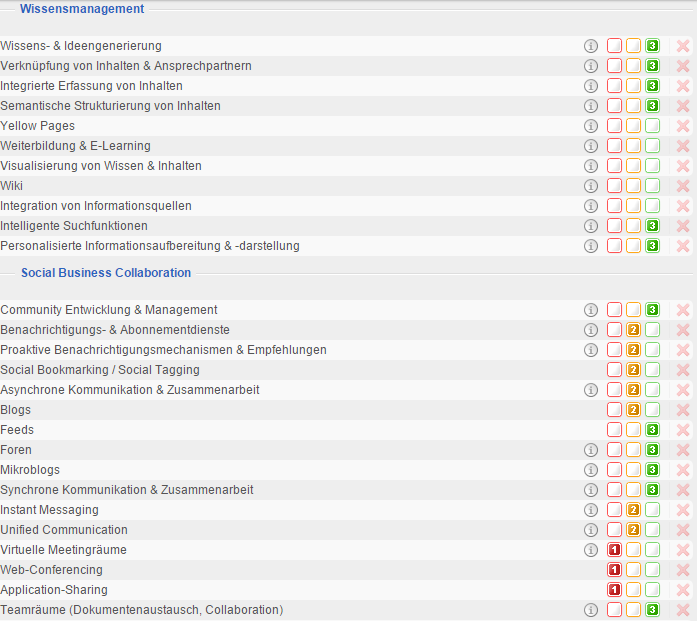 Wissensmanagement
Wissens- & Ideengenerierung 3
Verknüpfung von Inhalten & Ansprechpartnern 3
Integrierte Erfassung von Inhalten 3
Semantische Strukturierung von Inhalten 3
Yellow Pages
Weiterbildung & E-Learning
Visualisierung von Wissen & Inhalten
Wiki
Integration von Informationsquellen
Intelligente Suchfunktionen 3
Personalisierte Informationsaufbereitung & -darstellung 3
Social Business Collaboration
Community Entwicklung & Management 3
Benachrichtigungs- & Abonnementdienste 2
Proaktive Benachrichtigungsmechanismen & Empfehlungen 2
Social Bookmarking / Social Tagging 2
Asynchrone Kommunikation & Zusammenarbeit 2
Blogs 2
Feeds 3
Foren 3
Mikroblogs 3
Synchrone Kommunikation & Zusammenarbeit 3
Instant Messaging 2
Unified Communication 2
Virtuelle Meetingräume 1
Web-Conferencing 1
Application-Sharing 1
Teamräume (Dokumentenaustausch, Collaboration) 3